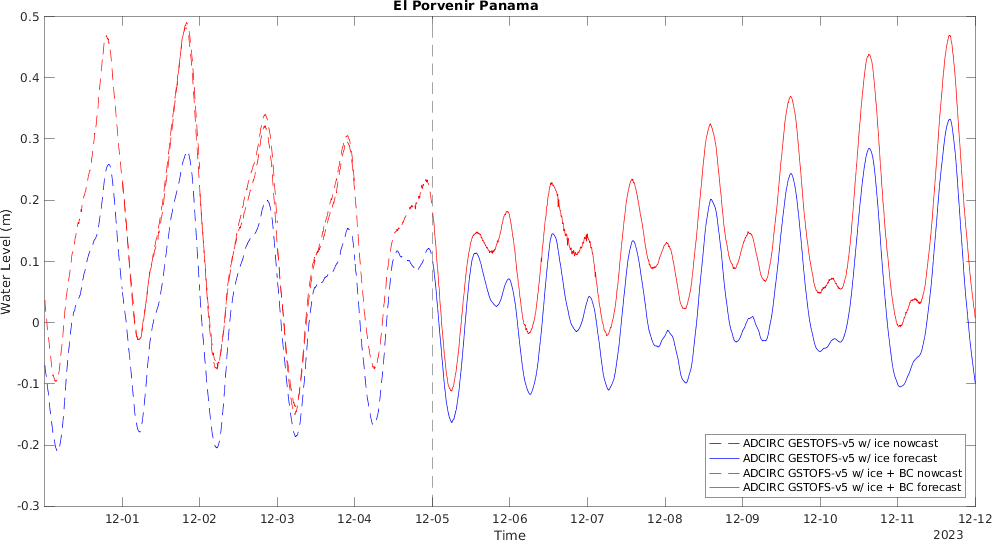 El Porvenir Panama
0.5
0.4
0.3
0.2
0.1
0
-0.1
-0.2
-0.3
Water Level (m)
12-01 12-02 12-03 12-04 12-05 12-06 12-07 12-08 12-09 12-10 12-11 12-12
Time
2023
ADCIRC GESTOFS-v5 w/ ice nowcast
ADCIRC GESTOFS-v5 w/ ice forecast
ADCIRC GSTOFS-v5 w/ ice + BC nowcast
ADCIRC GSTOFS-v5 w/ ice + BC forecast